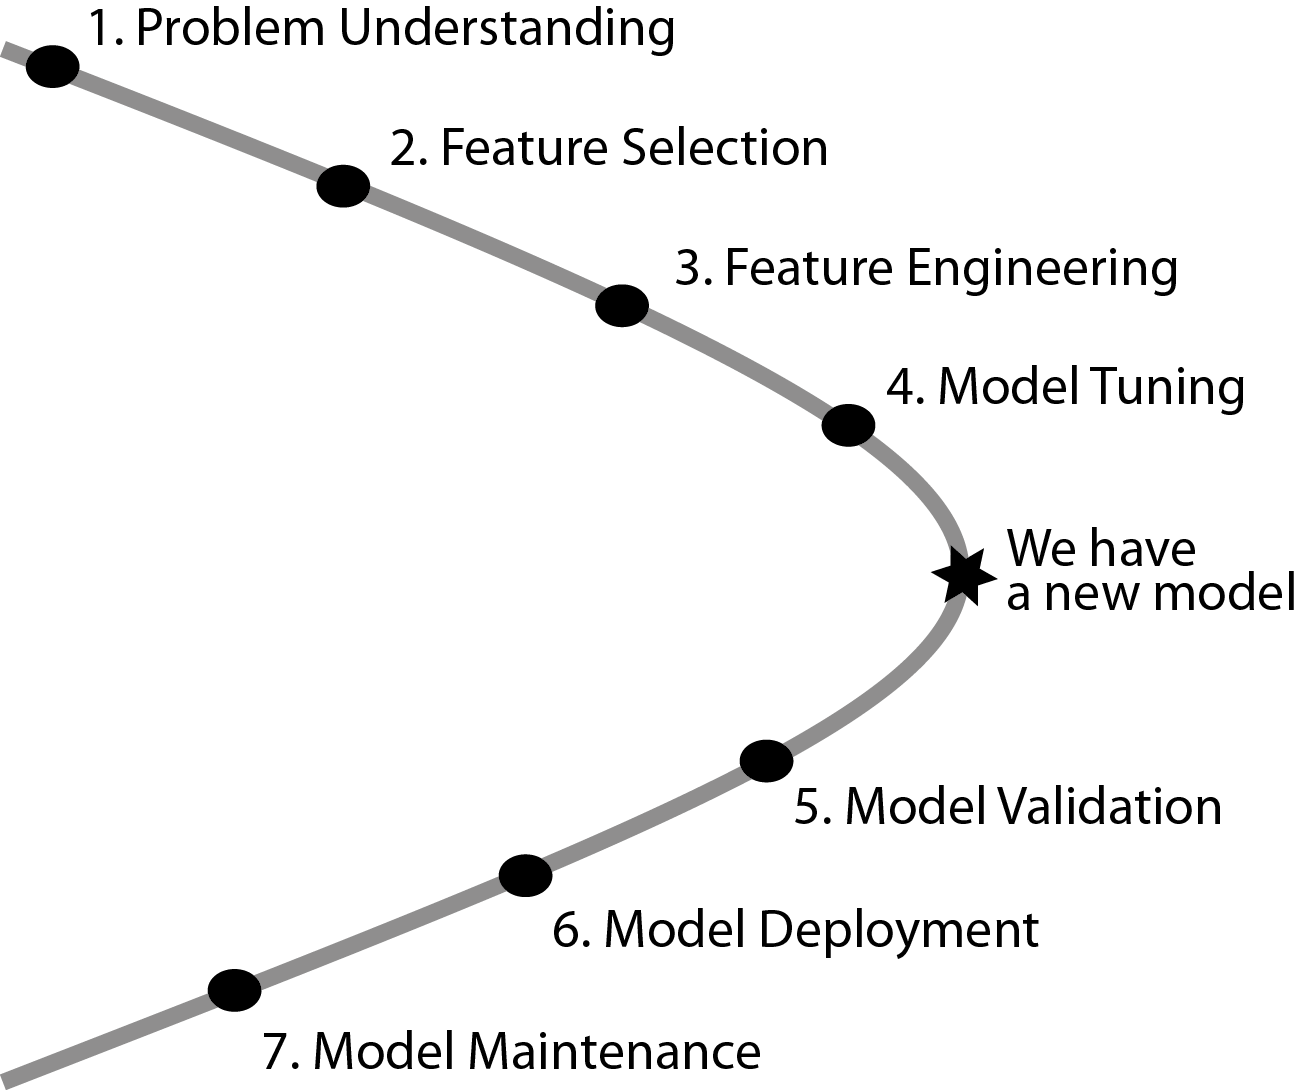 1. Problem Understanding
2. Feature Selection
3. Feature Engineering
4. Model Tuning
We have
a new model
5. Model Validation
6. Model Deployment
7. Model Maintenance